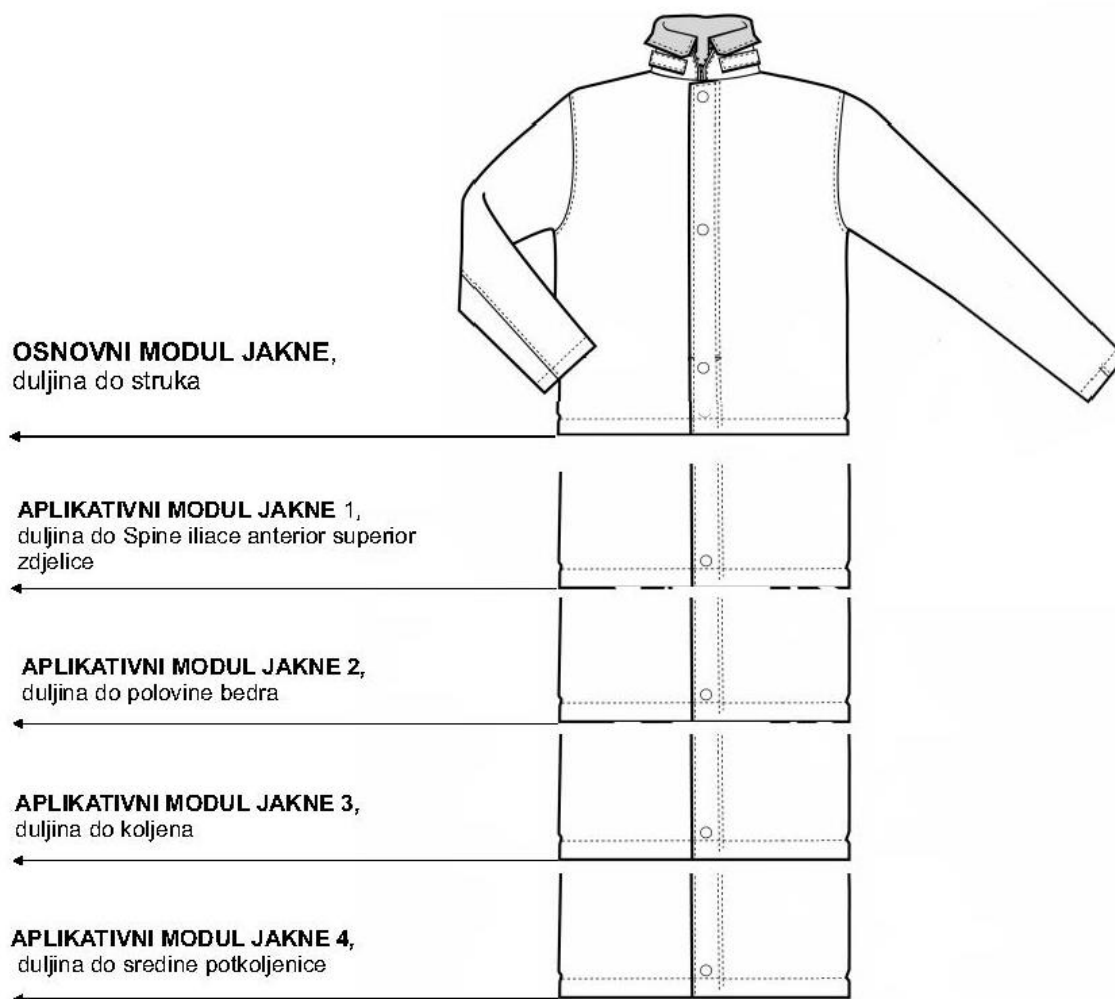 OSNOVNI MODUL JAKNE,
duljina do struka
APLIKATIVNI MODUL JAKNE 1,
duljina do Spine iliace anterior superior
zdjelice
APLIKATIVNI MODUL JAKNE 2,
duljina do polovine bedra
APLIKATIVNI MODUL JAKNE 3,
duljina do koljena
APLIKATIVNI MODUL JAKNE 4,
duljina do sredine potkoljenice